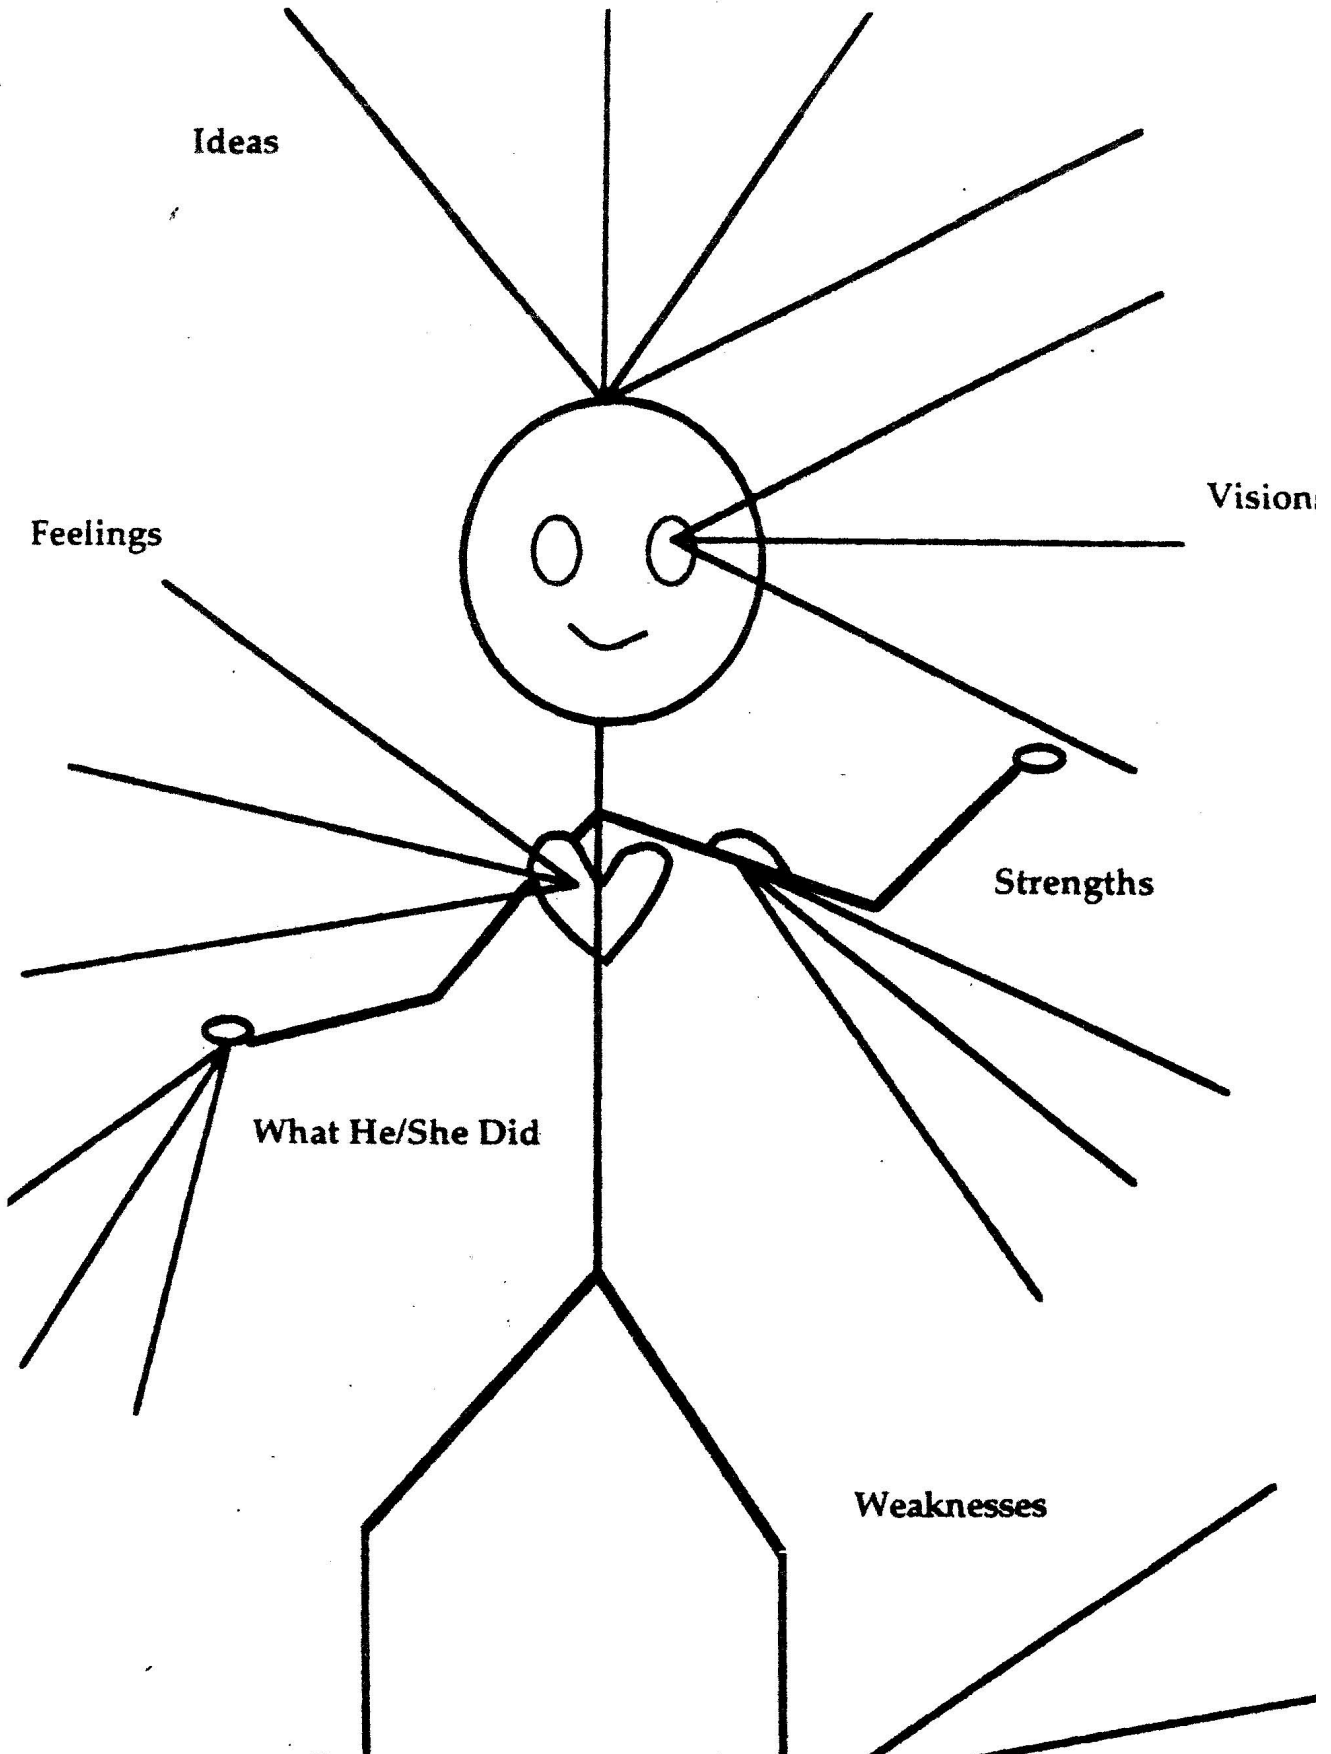 Ideas
Vision
Feelings
Strengths
What He/She Did
Weaknesses